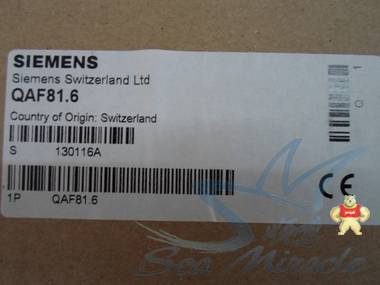 SIEMENS
Siemens Switzerland Ltd
QAF81.6
Country of Origin: Switzerland
S 130116A
1P QAF81.6
CE
Sea Miracle